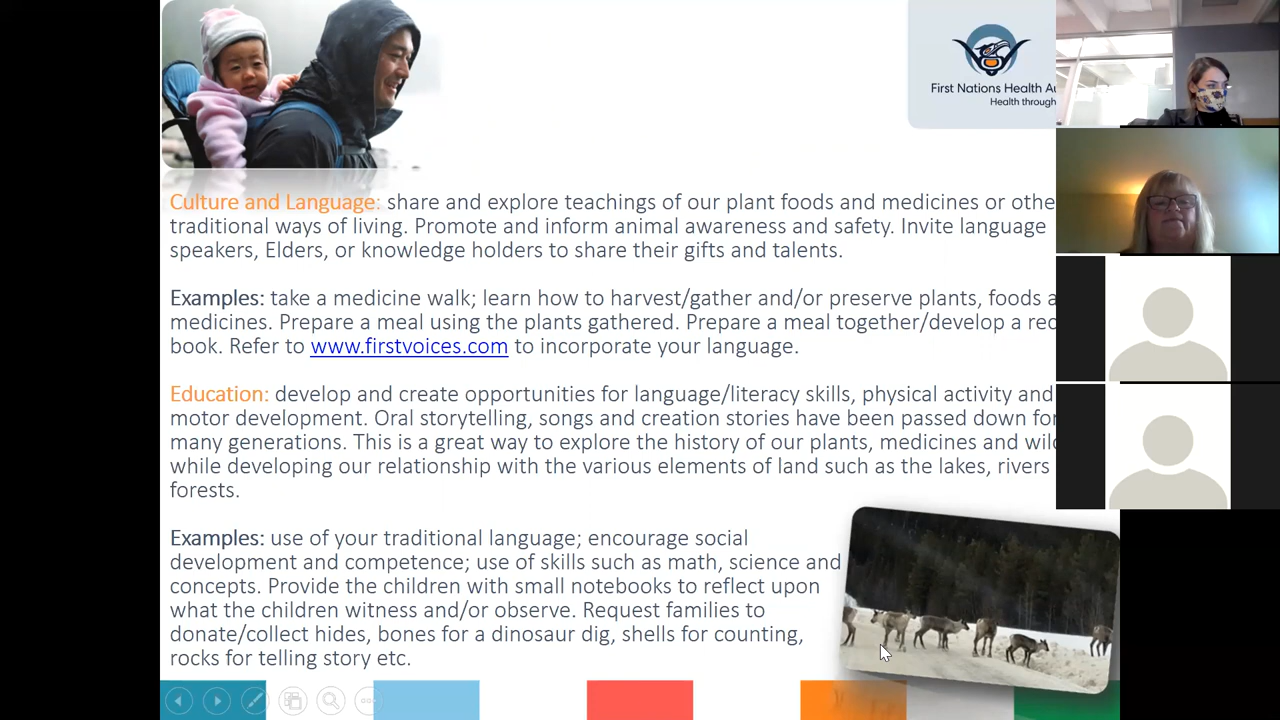 First Nations Health Au
Health through
Culture and Language: share and explore teachings of our plant foods and medicines or othe
traditional ways of living. Promote and inform animal awareness and safety. Invite language
speakers, Elders, or knowledge holders to share their gifts and talents.
Examples: take a medicine walk; learn how to harvest/gather and/or preserve plants, foods a
medicines. Prepare a meal using the plants gathered. Prepare a meal together/develop a rec
book. Refer to www.firstvoices.com to incorporate your language.
Education: develop and create opportunities for language/literacy skills, physical activity and
motor development. Oral storytelling, songs and creation stories have been passed down for
many generations. This is a great way to explore the history of our plants, medicines and wild
while developing our relationship with the various elements of land such as the lakes, rivers
forests.
Examples: use of your traditional language; encourage social
development and competence; use of skills such as math, science and
concepts. Provide the children with small notebooks to reflect upon
what the children witness and/or observe. Request families to
donate/collect hides, bones for a dinosaur dig, shells for counting,
rocks for telling story etc.